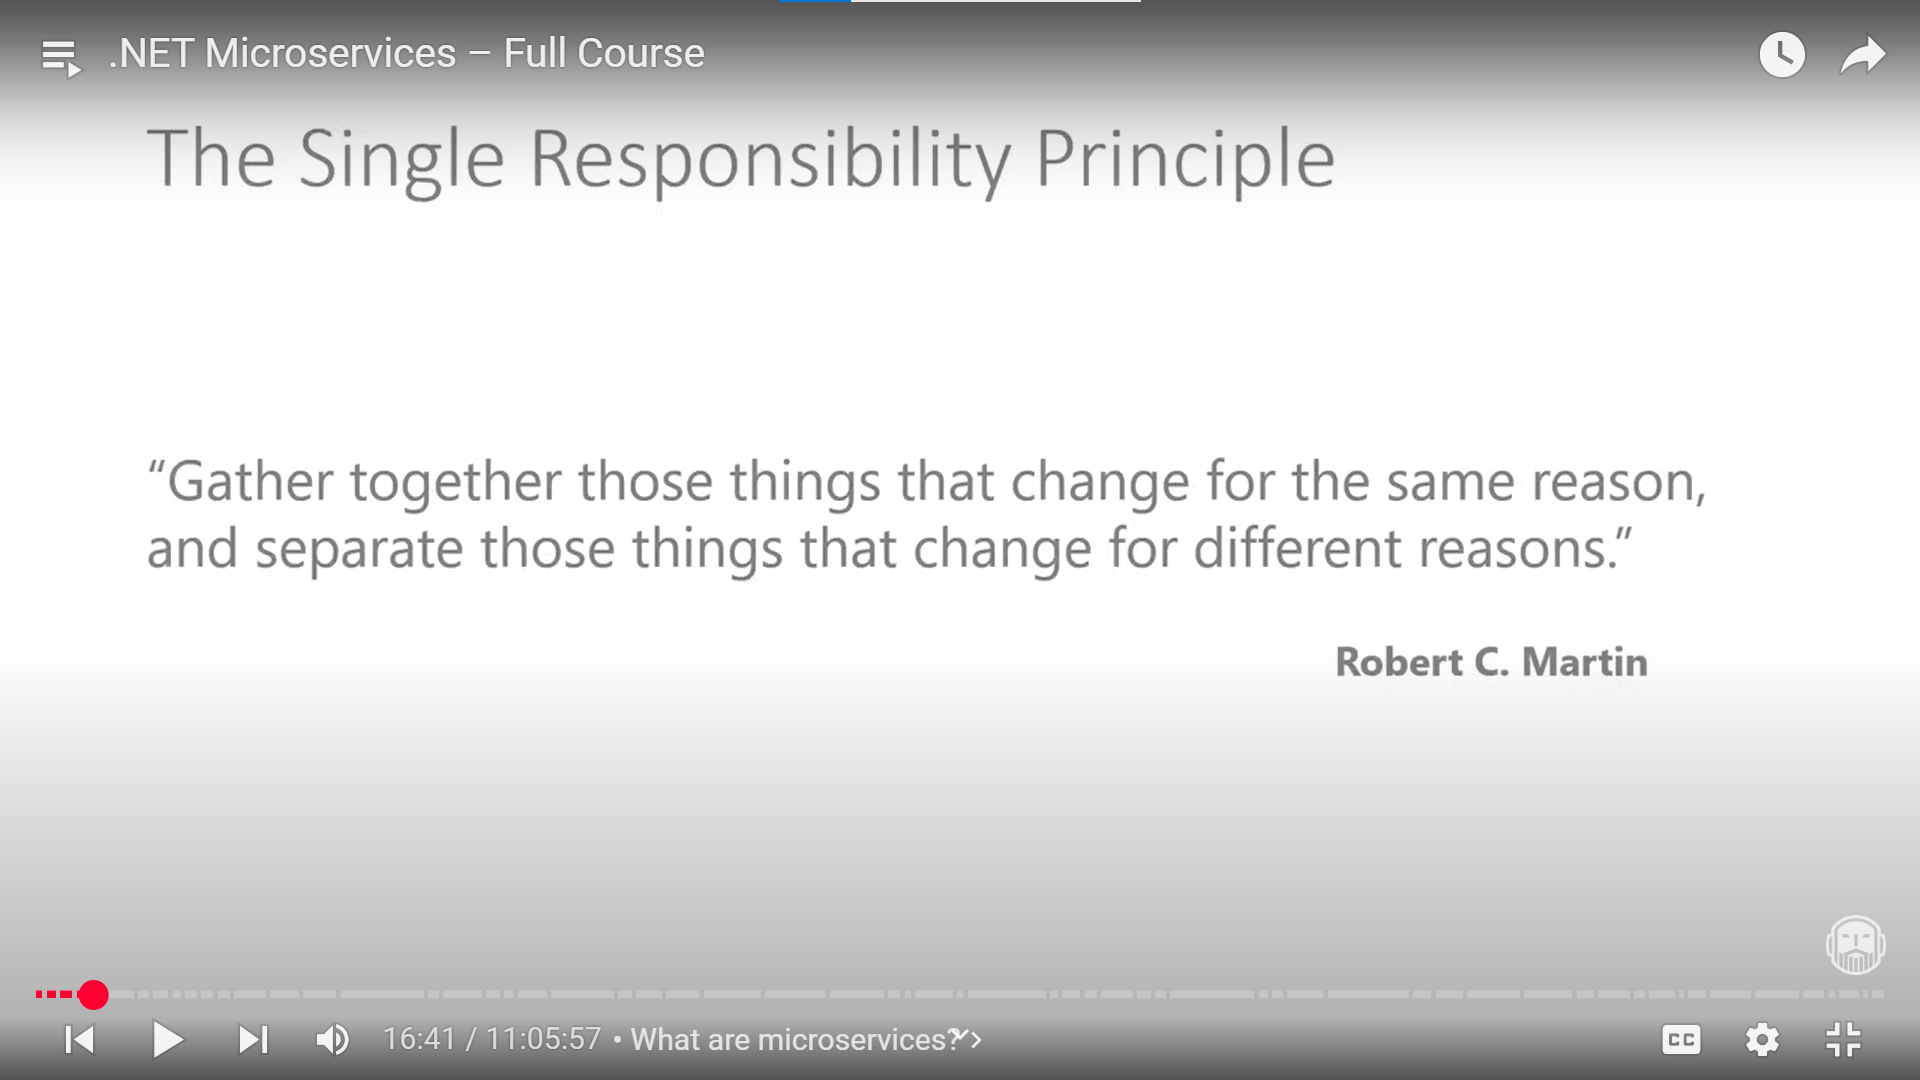 .NET Microservices – Full Course
The Single Responsibility Principle
“Gather together those things that change for the same reason,
and separate those things that change for different reasons.”
Robert C. Martin
16:41 / 11:05:57 • What are microservices?
CC